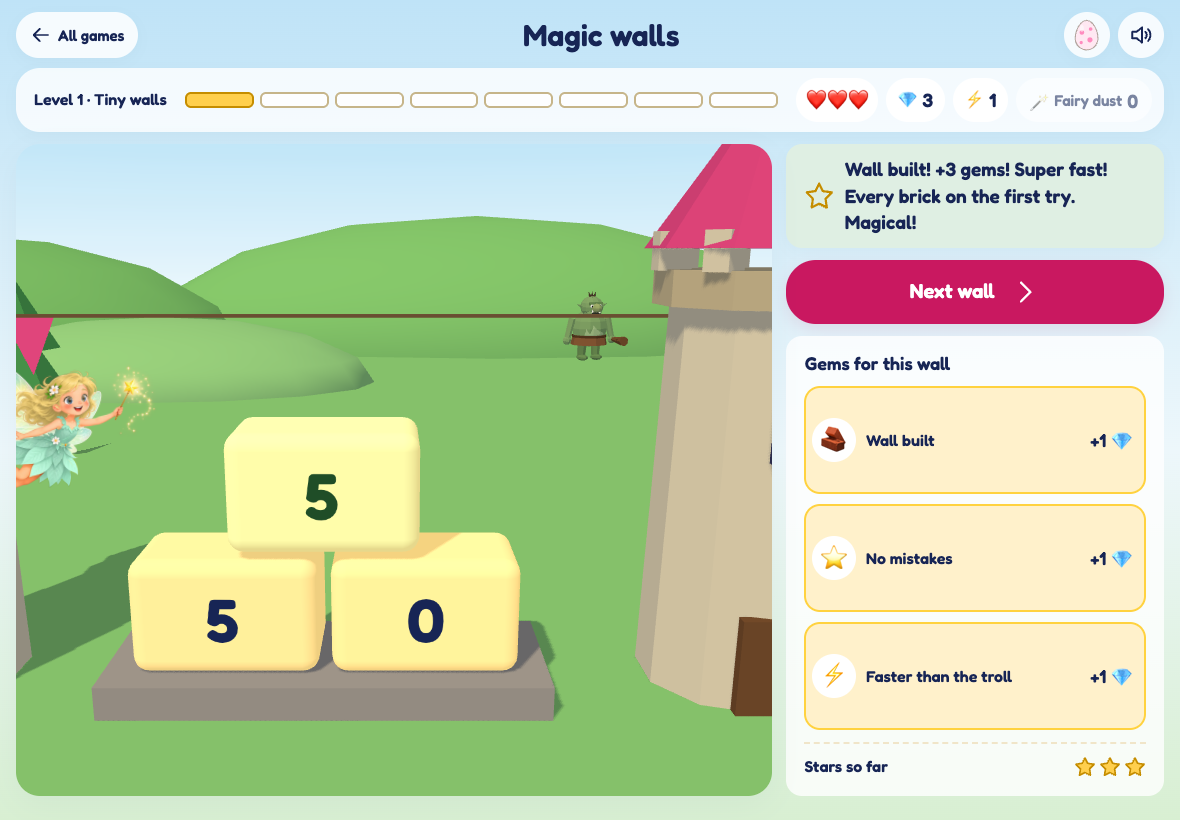 All games
Magic walls
Level 1 · Tiny walls
3
1
Fairy dust 0
Wall built! +3 gems! Super fast!
Every brick on the first try.
Magical!
Next wall
5
5 0
Gems for this wall
Wall built +1
No mistakes +1
Faster than the troll +1
Stars so far